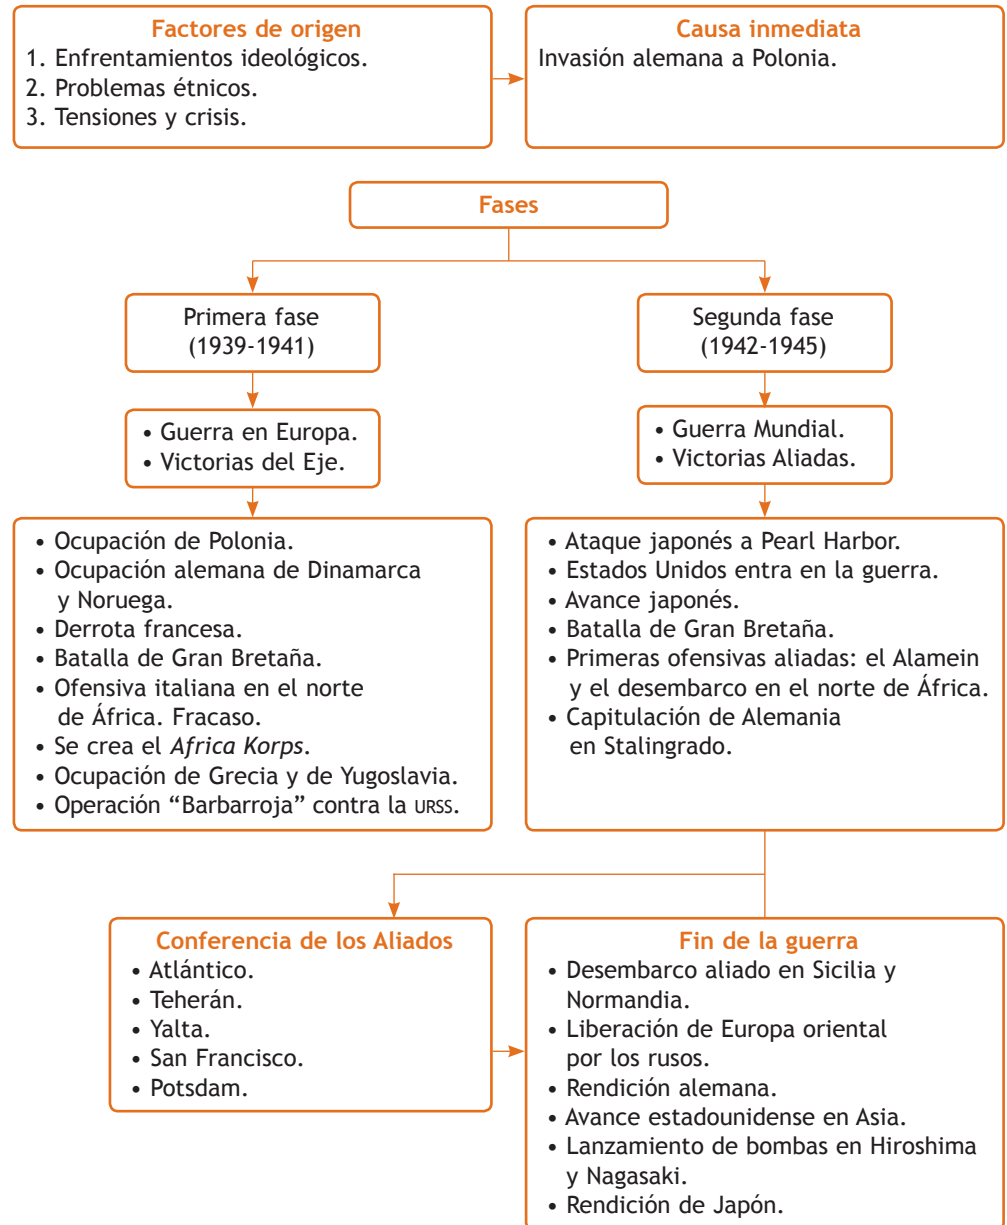 Factores de origen
1. Enfrentamientos ideológicos.
2. Problemas étnicos.
3. Tensiones y crisis.
Causa inmediata
Invasión alemana a Polonia.
Fases
Primera fase
(1939-1941)
Segunda fase
(1942-1945)
• Guerra en Europa.
• Victorias del Eje.
• Guerra Mundial.
• Victorias Aliadas.
• Ocupación de Polonia.
• Ocupación alemana de Dinamarca
y Noruega.
• Derrota francesa.
• Batalla de Gran Bretaña.
• Ofensiva italiana en el norte
de África. Fracaso.
• Se crea el Africa Korps.
• Ocupación de Grecia y de Yugoslavia.
• Operación “Barbarroja” contra la URSS.
• Ataque japonés a Pearl Harbor.
• Estados Unidos entra en la guerra.
• Avance japonés.
• Batalla de Gran Bretaña.
• Primeras ofensivas aliadas: el Alamein
y el desembarco en el norte de África.
• Capitulación de Alemania
en Stalingrado.
Conferencia de los Aliados
• Atlántico.
• Teherán.
• Yalta.
• San Francisco.
• Potsdam.
Fin de la guerra
• Desembarco aliado en Sicilia y
Normandia.
• Liberación de Europa oriental
por los rusos.
• Rendición alemana.
• Avance estadounidense en Asia.
• Lanzamiento de bombas en Hiroshima
y Nagasaki.
• Rendición de Japón.